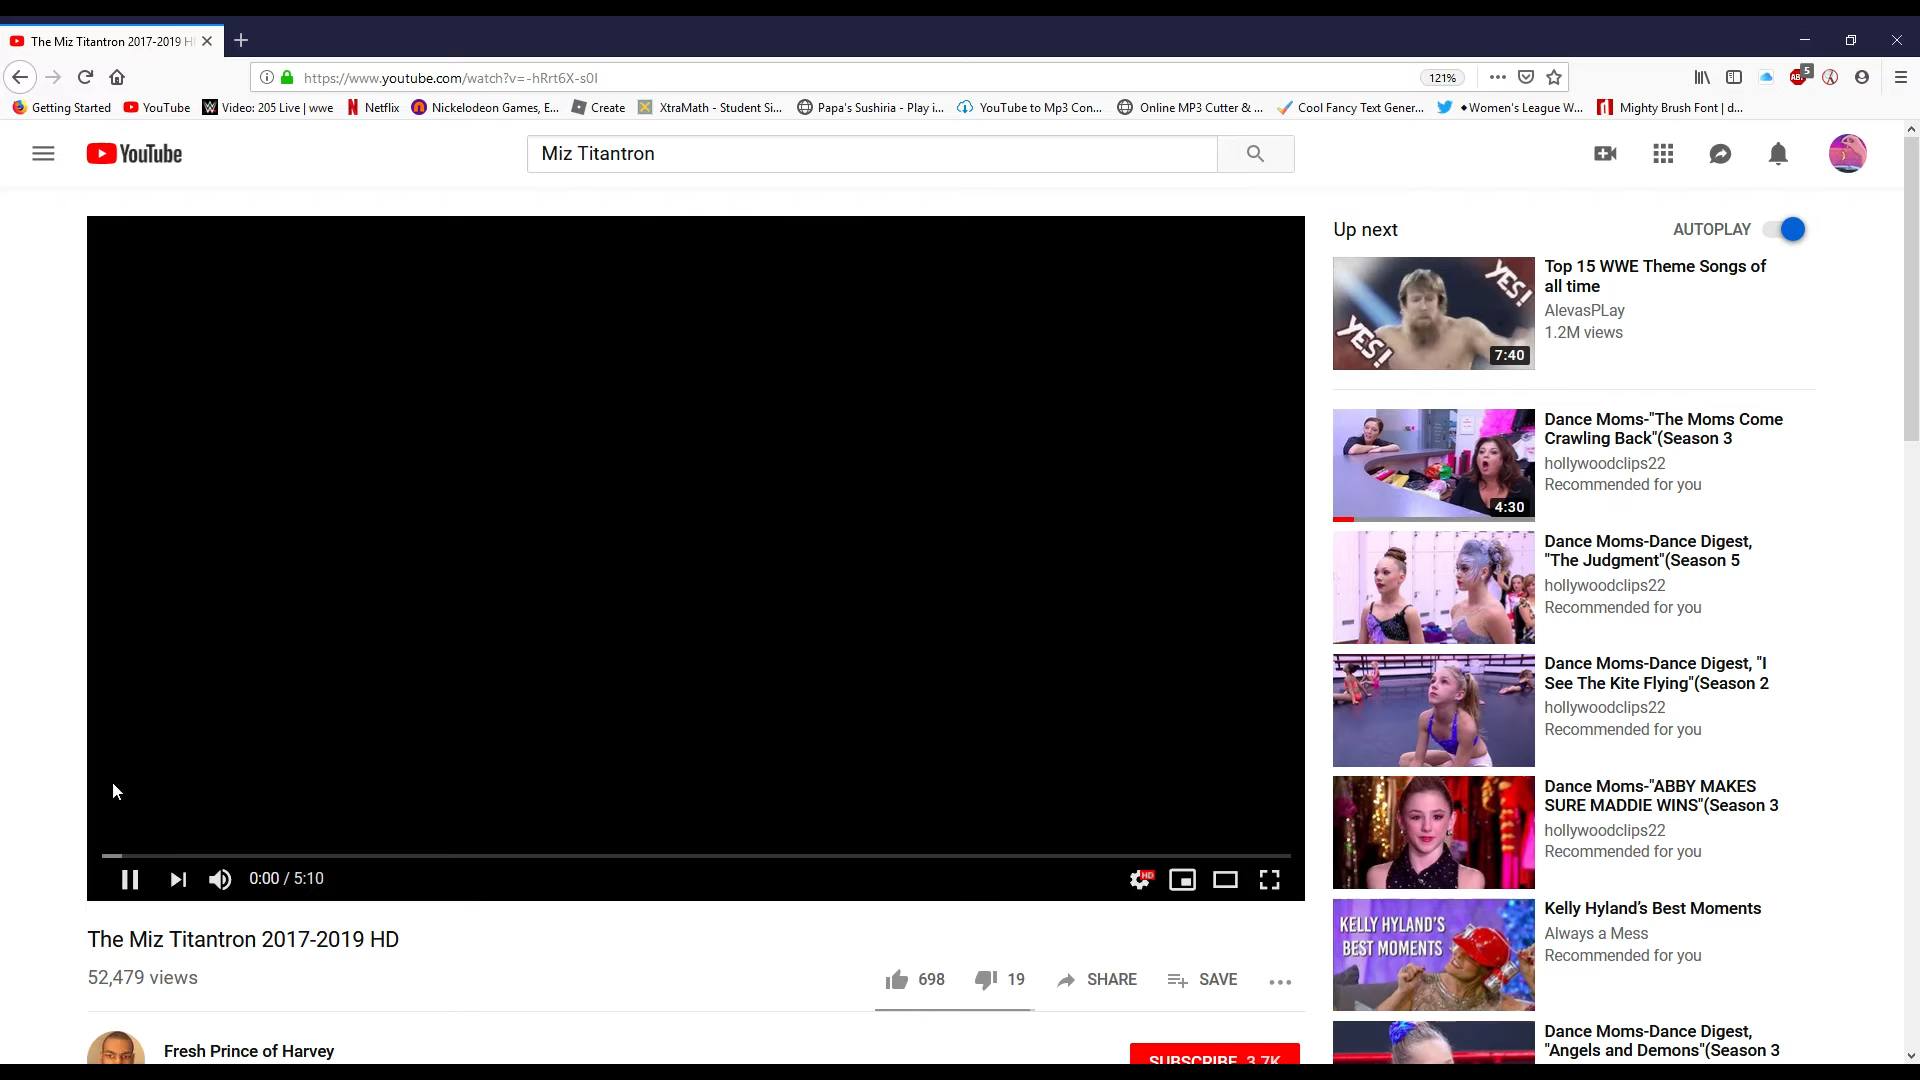 The Miz Titantron 2017-2019 H
https://www.youtube.com/watch?v=-hRrt6X-s0I
121%
5
Getting Started
YouTube
Video: 205 Live | wwe
Netflix
Nickelodeon Games, E...
Create
XtraMath - Student Si...
Papa's Sushiria - Play i...
YouTube to Mp3 Con...
Online MP3 Cutter & ...
Cool Fancy Text Gener...
♦Women's League W...
Mighty Brush Font | d...
YouTube
Miz Titantron
Up next
AUTOPLAY
YES!
YES!
7:40
Top 15 WWE Theme Songs of
all time
AlevasPLay
1.2M views
4:30
Dance Moms-"The Moms Come
Crawling Back"(Season 3
hollywoodclips22
Recommended for you
Dance Moms-Dance Digest,
"The Judgment"(Season 5
hollywoodclips22
Recommended for you
Dance Moms-Dance Digest, "I
See The Kite Flying"(Season 2
hollywoodclips22
Recommended for you
Dance Moms-"ABBY MAKES
SURE MADDIE WINS"(Season 3
hollywoodclips22
Recommended for you
KELLY HYLAND'S
BEST MOMENTS
Kelly Hyland's Best Moments
Always a Mess
Recommended for you
Dance Moms-Dance Digest,
"Angels and Demons"(Season 3
0:00 / 5:10
HD
The Miz Titantron 2017-2019 HD
52,479 views
698
19
SHARE
SAVE
Fresh Prince of Harvey
SUBSCRIBE 3.7K